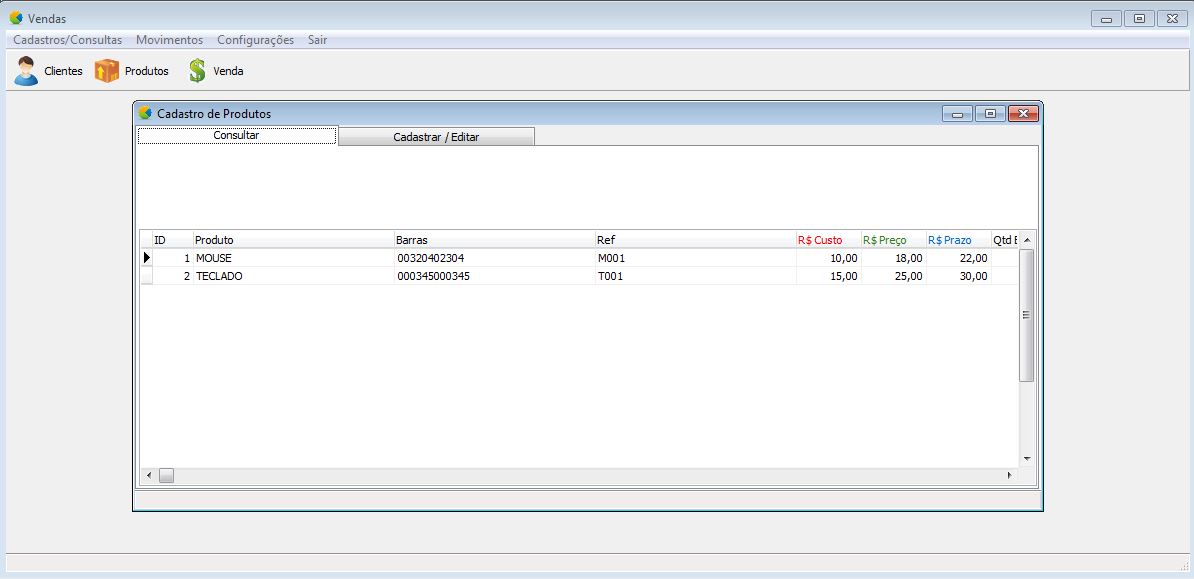 Vendas
Cadastros/Consultas Movimentos Configurações Sair
Clientes Produtos Venda
Cadastro de Produtos
Consultar Cadastrar / Editar
ID Produto Barras Ref R$ Custo R$ Preço R$ Prazo Qtd E
1 MOUSE 00320402304 M001 10,00 18,00 22,00
2 TECLADO 000345000345 T001 15,00 25,00 30,00